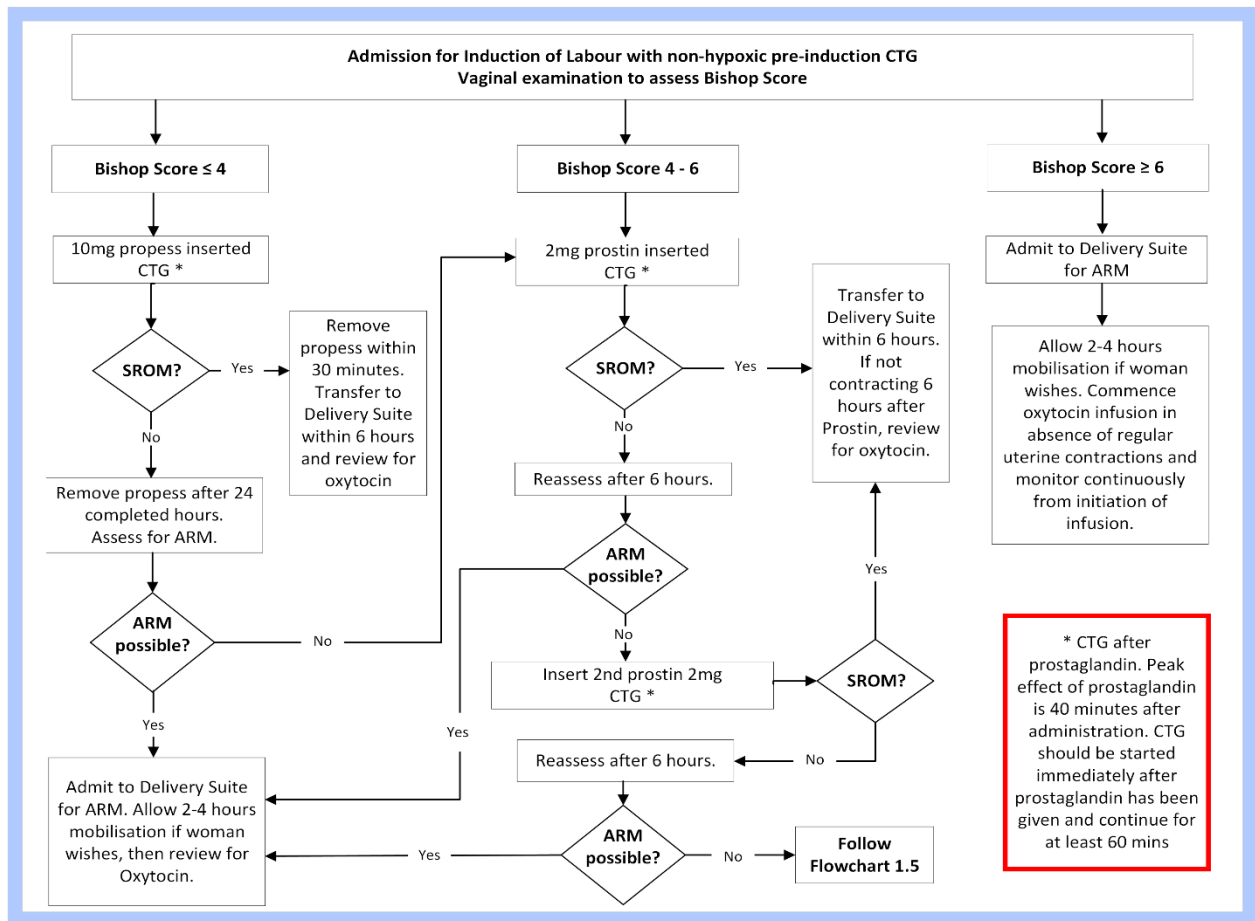 Admission for Induction of Labour with non-hypoxic pre-induction CTG
Vaginal examination to assess Bishop Score
Bishop Score ≤ 4
10mg propess inserted
CTG *
SROM?
Yes
Remove
propess within
30 minutes.
Transfer to
Delivery Suite
within 6 hours
and review for
oxytocin
No
Remove propess after 24
completed hours.
Assess for ARM.
ARM
possible?
No
Yes
Admit to Delivery Suite
for ARM. Allow 2-4 hours
mobilisation if woman
wishes, then review for
Oxytocin.
Bishop Score 4 - 6
2mg prostin inserted
CTG *
SROM?
Yes
Transfer to
Delivery Suite
within 6 hours.
If not
contracting 6
hours after
Prostin, review
for oxytocin.
No
Reassess after 6 hours.
ARM
possible?
Yes
No
Insert 2nd prostin 2mg
CTG *
SROM?
Yes
No
Reassess after 6 hours.
ARM
possible?
Yes
No
Follow
Flowchart 1.5
Bishop Score ≥ 6
Admit to Delivery Suite
for ARM
Allow 2-4 hours
mobilisation if woman
wishes. Commence
oxytocin infusion in
absence of regular
uterine contractions and
monitor continuously
from initiation of
infusion.
* CTG after
prostaglandin. Peak
effect of prostaglandin
is 40 minutes after
administration. CTG
should be started
immediately after
prostaglandin has been
given and continue for
at least 60 mins